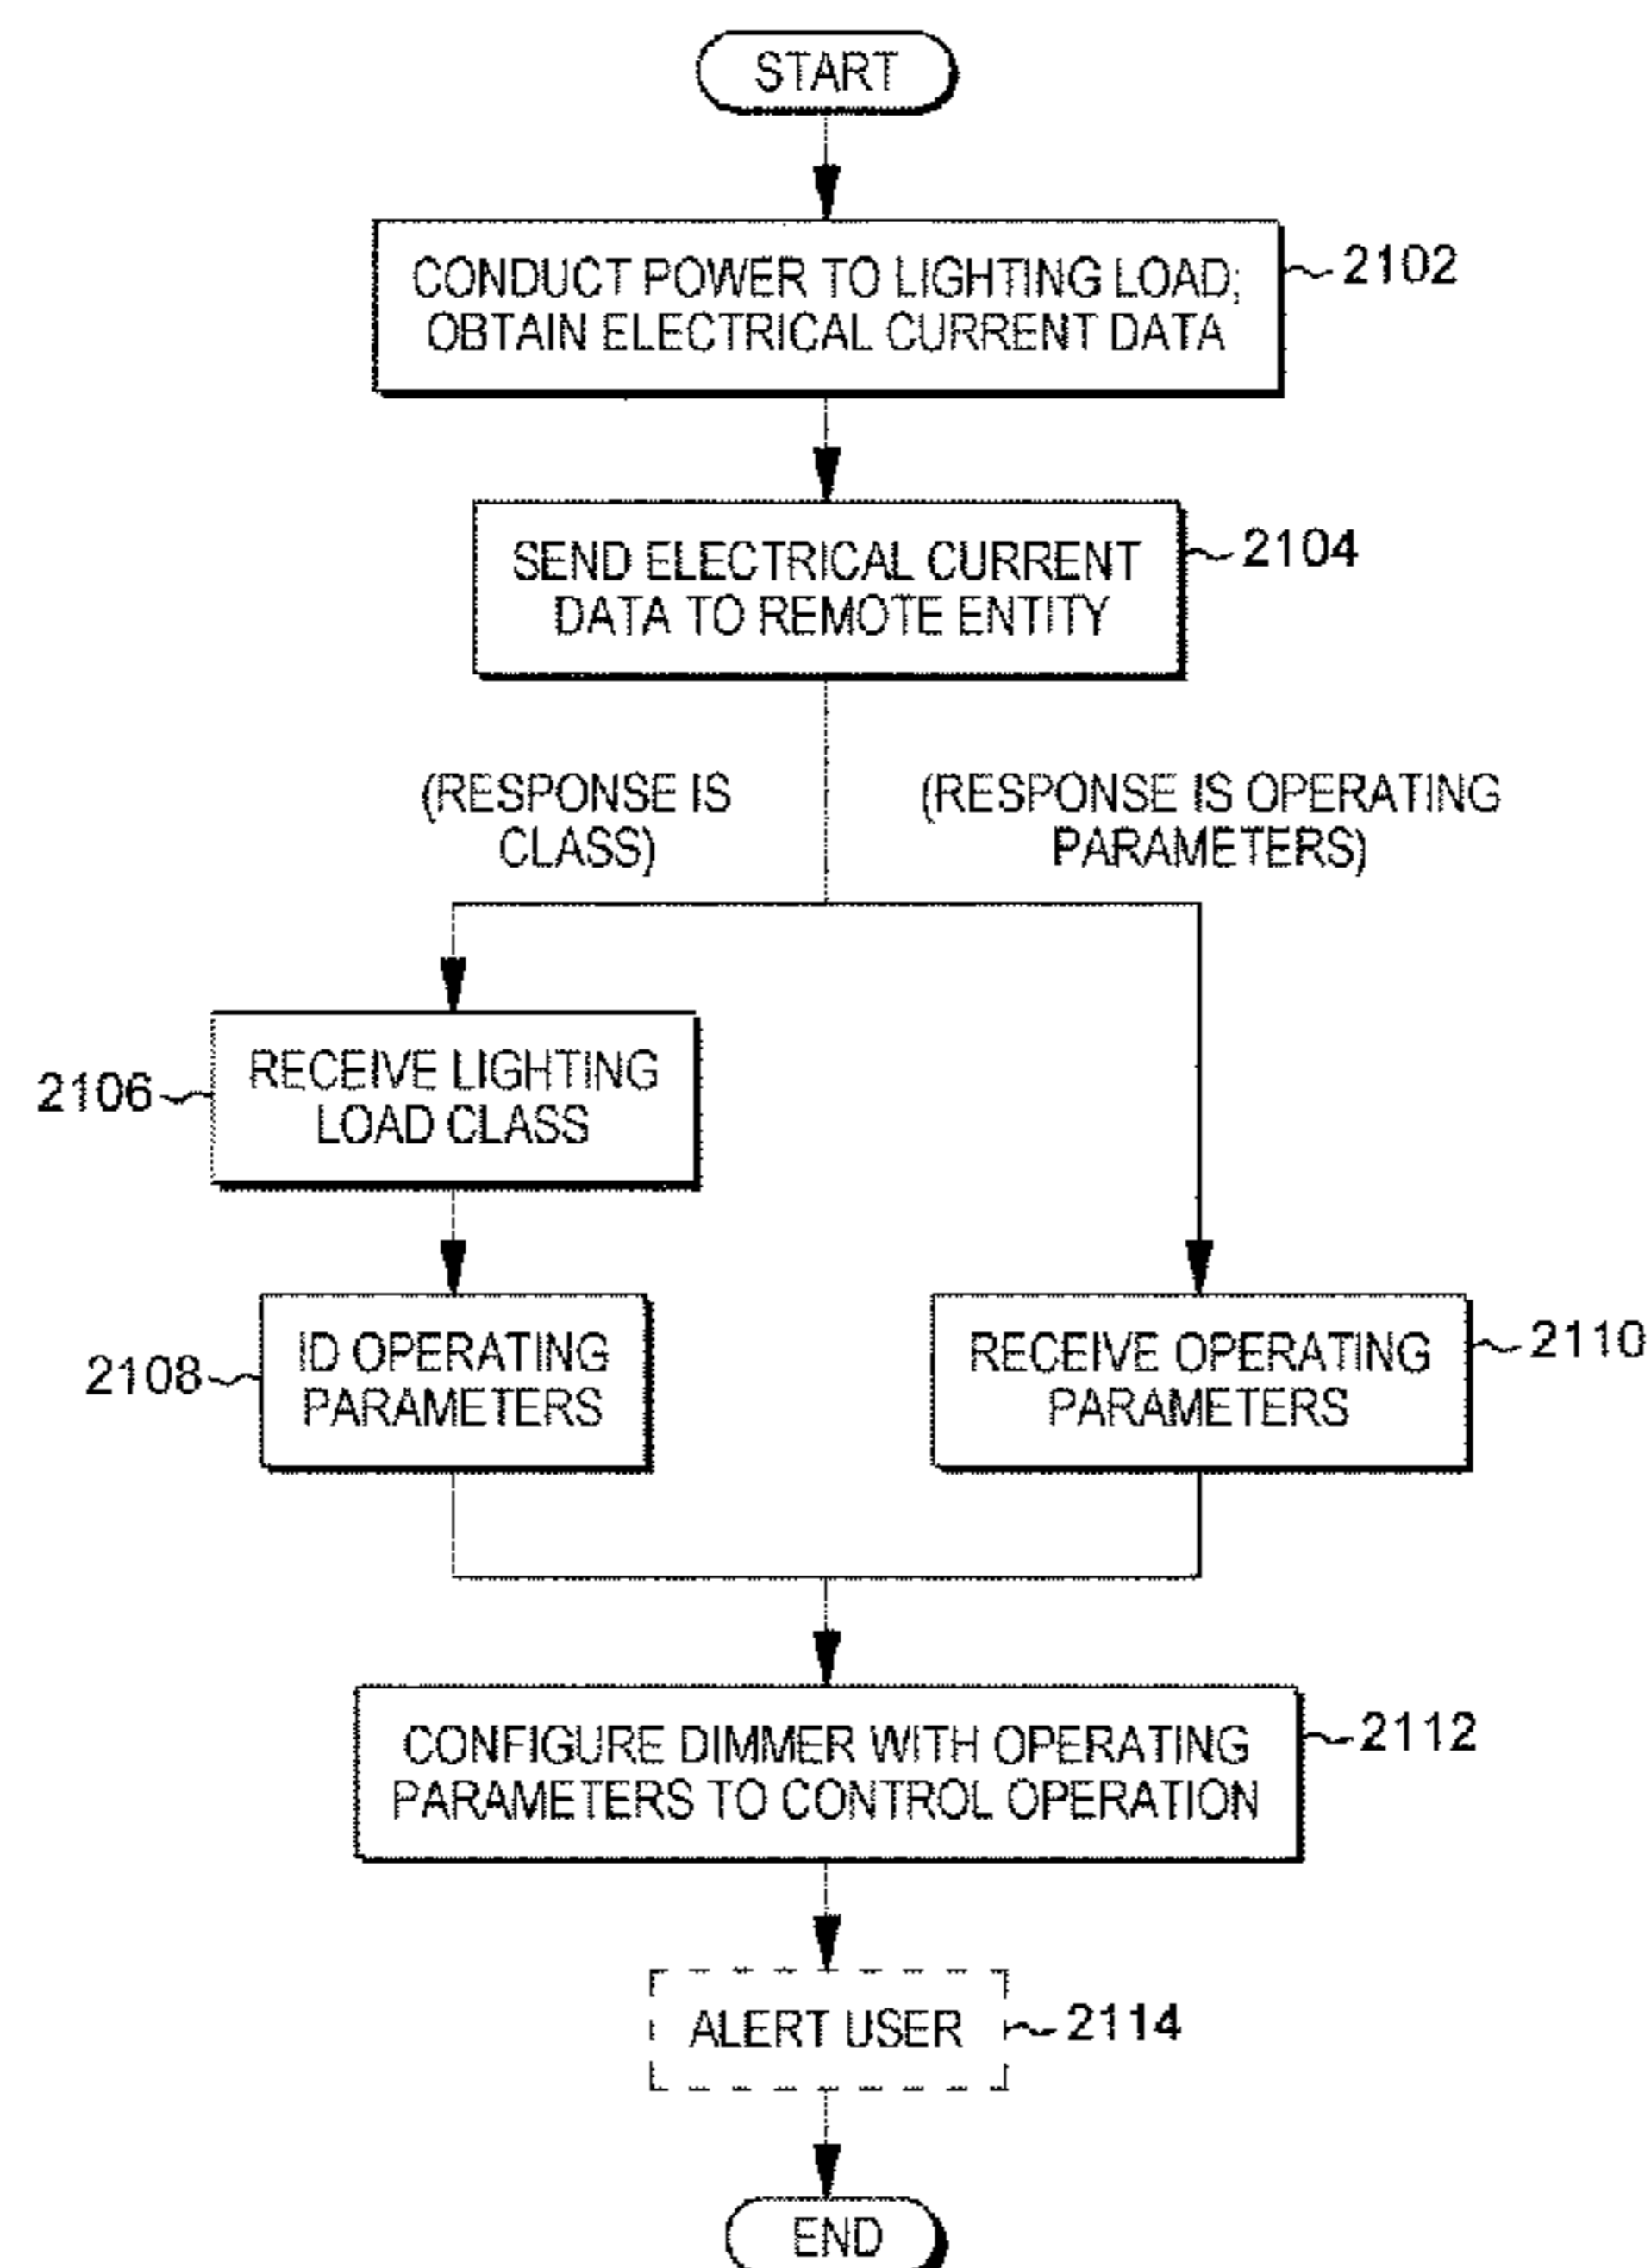 START
CONDUCT POWER TO LIGHTING LOAD;
OBTAIN ELECTRICAL CURRENT DATA
2102
SEND ELECTRICAL CURRENT
DATA TO REMOTE ENTITY
2104
(RESPONSE IS
CLASS)
(RESPONSE IS OPERATING
PARAMETERS)
RECEIVE LIGHTING
LOAD CLASS
2106
ID OPERATING
PARAMETERS
2108
RECEIVE OPERATING
PARAMETERS
2110
CONFIGURE DIMMER WITH OPERATING
PARAMETERS TO CONTROL OPERATION
2112
ALERT USER
2114
END